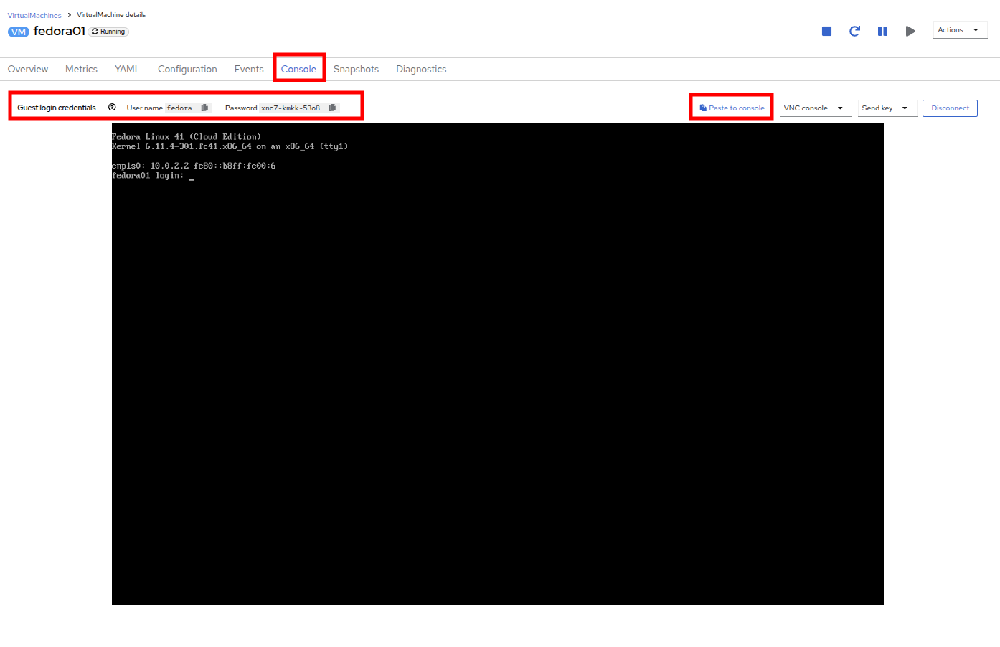 VirtualMachines > VirtualMachine details
VM fedora01 Running
Actions
Overview Metrics YAML Configuration Events Console Snapshots Diagnostics
Guest login credentials User name fedora Password xnc7-kmkk-53o8 Paste to console VNC console Send key Disconnect
Fedora Linux 41 (Cloud Edition)
Kernel 6.11.4-301.fc41.x86_64 on an x86_64 (tty1)
enp1s0: 10.0.2.2 fe80::b8ff:fe00:6
fedora01 login: _